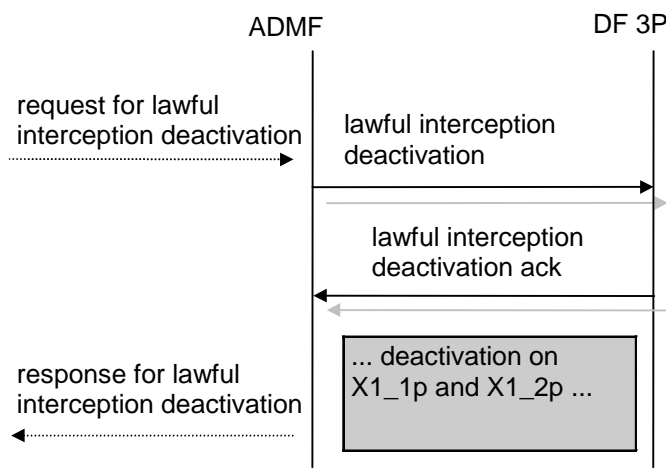 ADMF
DF 3P
request for lawful
interception deactivation
lawful interception
deactivation
lawful interception
deactivation ack
... deactivation on
X1_1p and X1_2p ...
response for lawful
interception deactivation